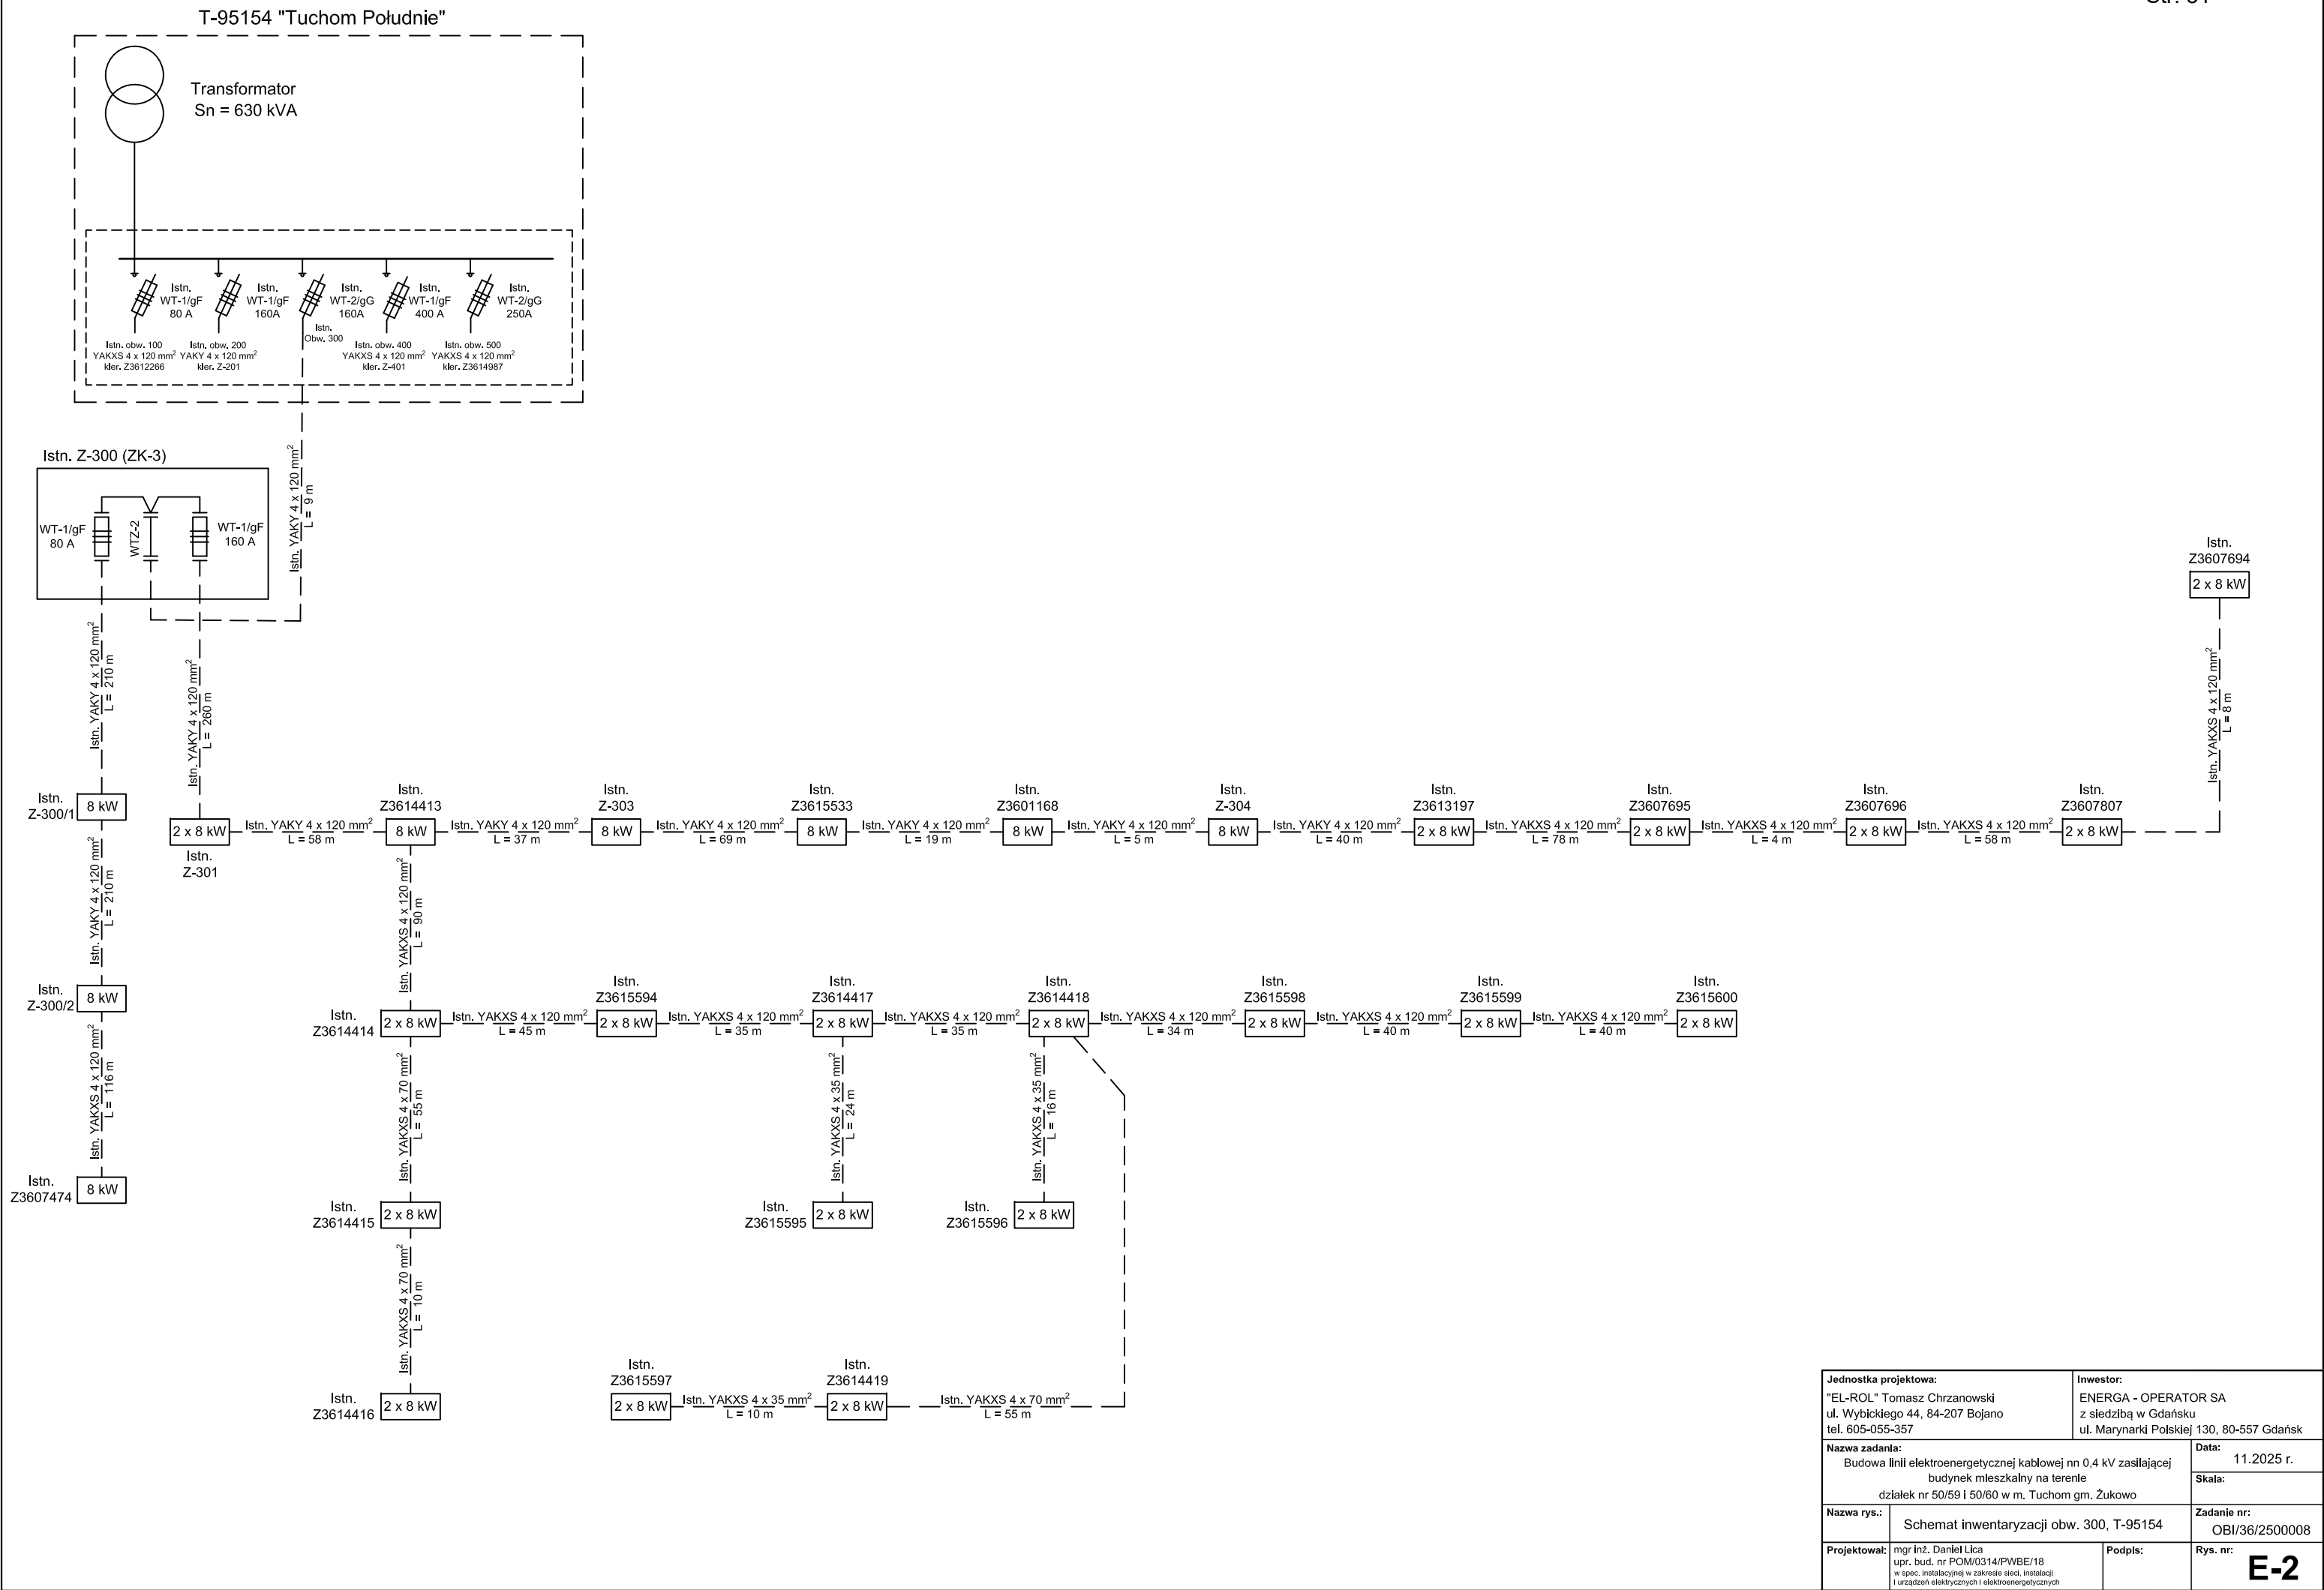 T-95154 "Tuchom Południe"
Transformator
Sn = 630 kVA
Istn.
WT-1/gF
80 A
Istn.
WT-1/gF
160A
Istn.
WT-2/gG
160A
Istn.
WT-1/gF
400 A
Istn.
WT-2/gG
250A
Istn. obw. 100
YAKXS 4 x 120 mm²
kier. Z3612266
Istn. obw. 200
YAKY 4 x 120 mm²
kier. Z-201
Istn.
Obw. 300
Istn. obw. 400
YAKXS 4 x 120 mm²
kier. Z-401
Istn. obw. 500
YAKXS 4 x 120 mm²
kier. Z3614987
Istn. YAKY 4 x 120 mm²
L = 9 m
Istn. Z-300 (ZK-3)
WT-1/gF
80 A
WTZ-2
WT-1/gF
160 A
Istn. YAKY 4 x 120 mm²
L = 210 m
Istn. YAKY 4 x 120 mm²
L = 260 m
Istn.
Z-300/1
8 kW
Istn. YAKY 4 x 120 mm²
L = 210 m
Istn.
Z-300/2
8 kW
Istn. YAKXS 4 x 120 mm²
L = 116 m
Istn.
Z3607474
8 kW
2 x 8 kW
Istn.
Z-301
Istn. YAKY 4 x 120 mm²
L = 58 m
Istn.
Z3614413
8 kW
Istn. YAKY 4 x 120 mm²
L = 37 m
Istn.
Z-303
8 kW
Istn. YAKY 4 x 120 mm²
L = 69 m
Istn.
Z3615533
8 kW
Istn. YAKY 4 x 120 mm²
L = 19 m
Istn.
Z3601168
8 kW
Istn. YAKY 4 x 120 mm²
L = 5 m
Istn.
Z-304
8 kW
Istn. YAKY 4 x 120 mm²
L = 40 m
Istn.
Z3613197
2 x 8 kW
Istn. YAKXS 4 x 120 mm²
L = 78 m
Istn.
Z3607695
2 x 8 kW
Istn. YAKXS 4 x 120 mm²
L = 4 m
Istn.
Z3607696
2 x 8 kW
Istn. YAKXS 4 x 120 mm²
L = 58 m
Istn.
Z3607807
2 x 8 kW
Istn. YAKXS 4 x 120 mm²
L = 8 m
Istn.
Z3607694
2 x 8 kW
Istn. YAKXS 4 x 120 mm²
L = 90 m
Istn.
Z3614414
2 x 8 kW
Istn. YAKXS 4 x 120 mm²
L = 45 m
Istn.
Z3615594
2 x 8 kW
Istn. YAKXS 4 x 120 mm²
L = 35 m
Istn.
Z3614417
2 x 8 kW
Istn. YAKXS 4 x 120 mm²
L = 35 m
Istn.
Z3614418
2 x 8 kW
Istn. YAKXS 4 x 120 mm²
L = 34 m
Istn.
Z3615598
2 x 8 kW
Istn. YAKXS 4 x 120 mm²
L = 40 m
Istn.
Z3615599
2 x 8 kW
Istn. YAKXS 4 x 120 mm²
L = 40 m
Istn.
Z3615600
2 x 8 kW
Istn. YAKXS 4 x 70 mm²
L = 55 m
Istn. YAKXS 4 x 35 mm²
L = 24 m
Istn. YAKXS 4 x 35 mm²
L = 16 m
Istn.
Z3614415
2 x 8 kW
Istn.
Z3615595
2 x 8 kW
Istn.
Z3615596
2 x 8 kW
Istn. YAKXS 4 x 70 mm²
L = 10 m
Istn.
Z3614416
2 x 8 kW
Istn.
Z3615597
2 x 8 kW
Istn. YAKXS 4 x 35 mm²
L = 10 m
Istn.
Z3614419
2 x 8 kW
Istn. YAKXS 4 x 70 mm²
L = 55 m
Jednostka projektowa:
"EL-ROL" Tomasz Chrzanowski
ul. Wybickiego 44, 84-207 Bojano
tel. 605-055-357
Inwestor:
ENERGA - OPERATOR SA
z siedzibą w Gdańsku
ul. Marynarki Polskiej 130, 80-557 Gdańsk
Nazwa zadania:
Budowa linii elektroenergetycznej kablowej nn 0,4 kV zasilającej
budynek mieszkalny na terenie
działek nr 50/59 i 50/60 w m. Tuchom gm. Żukowo
Data:
11.2025 r.
Skala:
Nazwa rys.:
Schemat inwentaryzacji obw. 300, T-95154
Zadanie nr:
OBI/36/2500008
Projektował:
mgr inż. Daniel Lica
upr. bud. nr POM/0314/PWBE/18
w spec. instalacyjnej w zakresie sieci, instalacji
i urządzeń elektrycznych i elektroenergetycznych
Podpis:
Rys. nr:
E-2